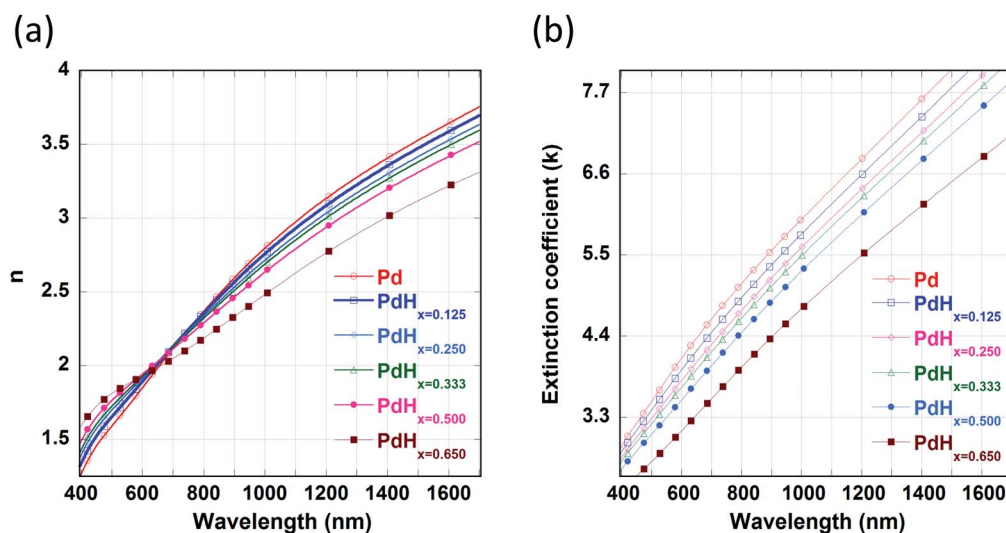 (a)
4
3.5
3
2.5
2
1.5
n
400 600 800 1000 1200 1400 1600
Wavelength (nm)
Pd
PdH x=0.125
PdH x=0.250
PdH x=0.333
PdH x=0.500
PdH x=0.650
(b)
7.7
6.6
5.5
4.4
3.3
Extinction coefficient (k)
400 600 800 1000 1200 1400 1600
Wavelength (nm)
Pd
PdH x=0.125
PdH x=0.250
PdH x=0.333
PdH x=0.500
PdH x=0.650